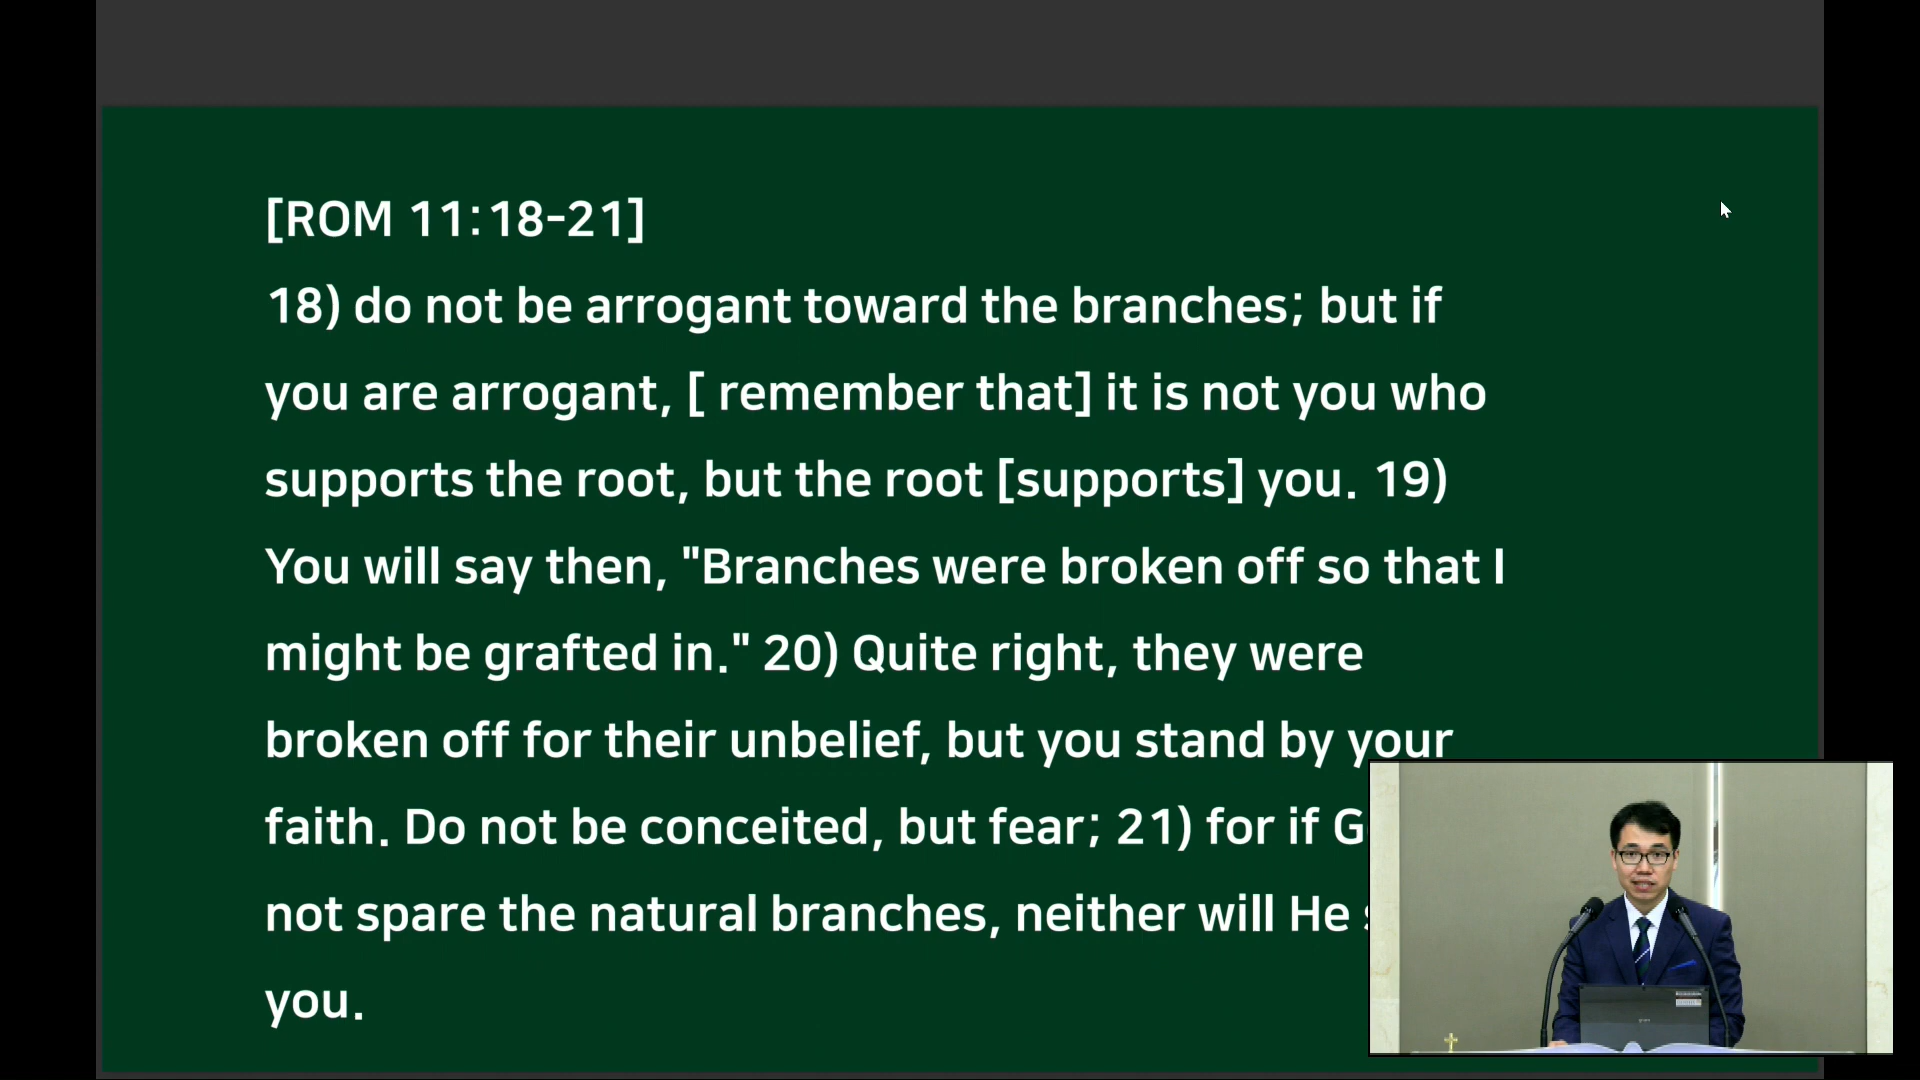 [ROM 11:18-21]
18) do not be arrogant toward the branches; but if
you are arrogant, [ remember that] it is not you who
supports the root, but the root [supports] you. 19)
You will say then, "Branches were broken off so that I
might be grafted in." 20) Quite right, they were
broken off for their unbelief, but you stand by your
faith. Do not be conceited, but fear; 21) for if
not spare the natural branches, neither will He
you.